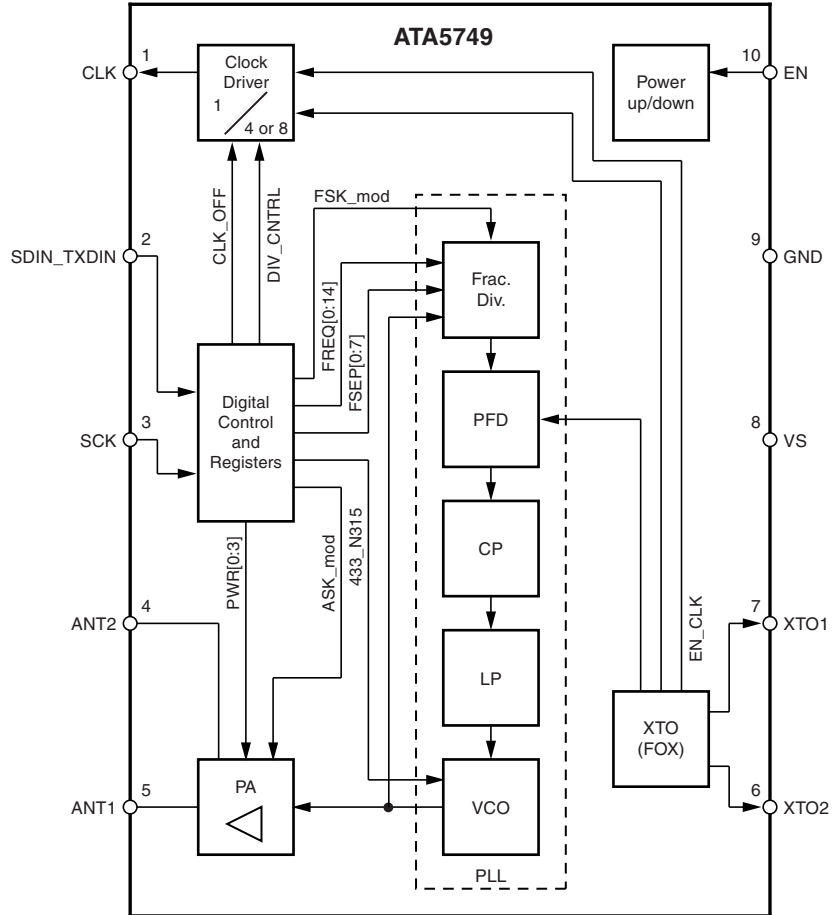 ATA5749
1
CLK
Clock
Driver
1
4 or 8
Power
up/down
10
EN
CLK_OFF
DIV_CNTRL
FSK_mod
2
SDIN_TXDIN
FREQ[0:14]
FSEP[0:7]
Frac.
Div.
9
GND
Digital
Control
and
Registers
3
SCK
PFD
8
VS
PWR[0:3]
ASK_mod
433_N315
CP
EN_CLK
4
ANT2
LP
7
XTO1
XTO
(FOX)
PA
5
ANT1
VCO
6
XTO2
PLL